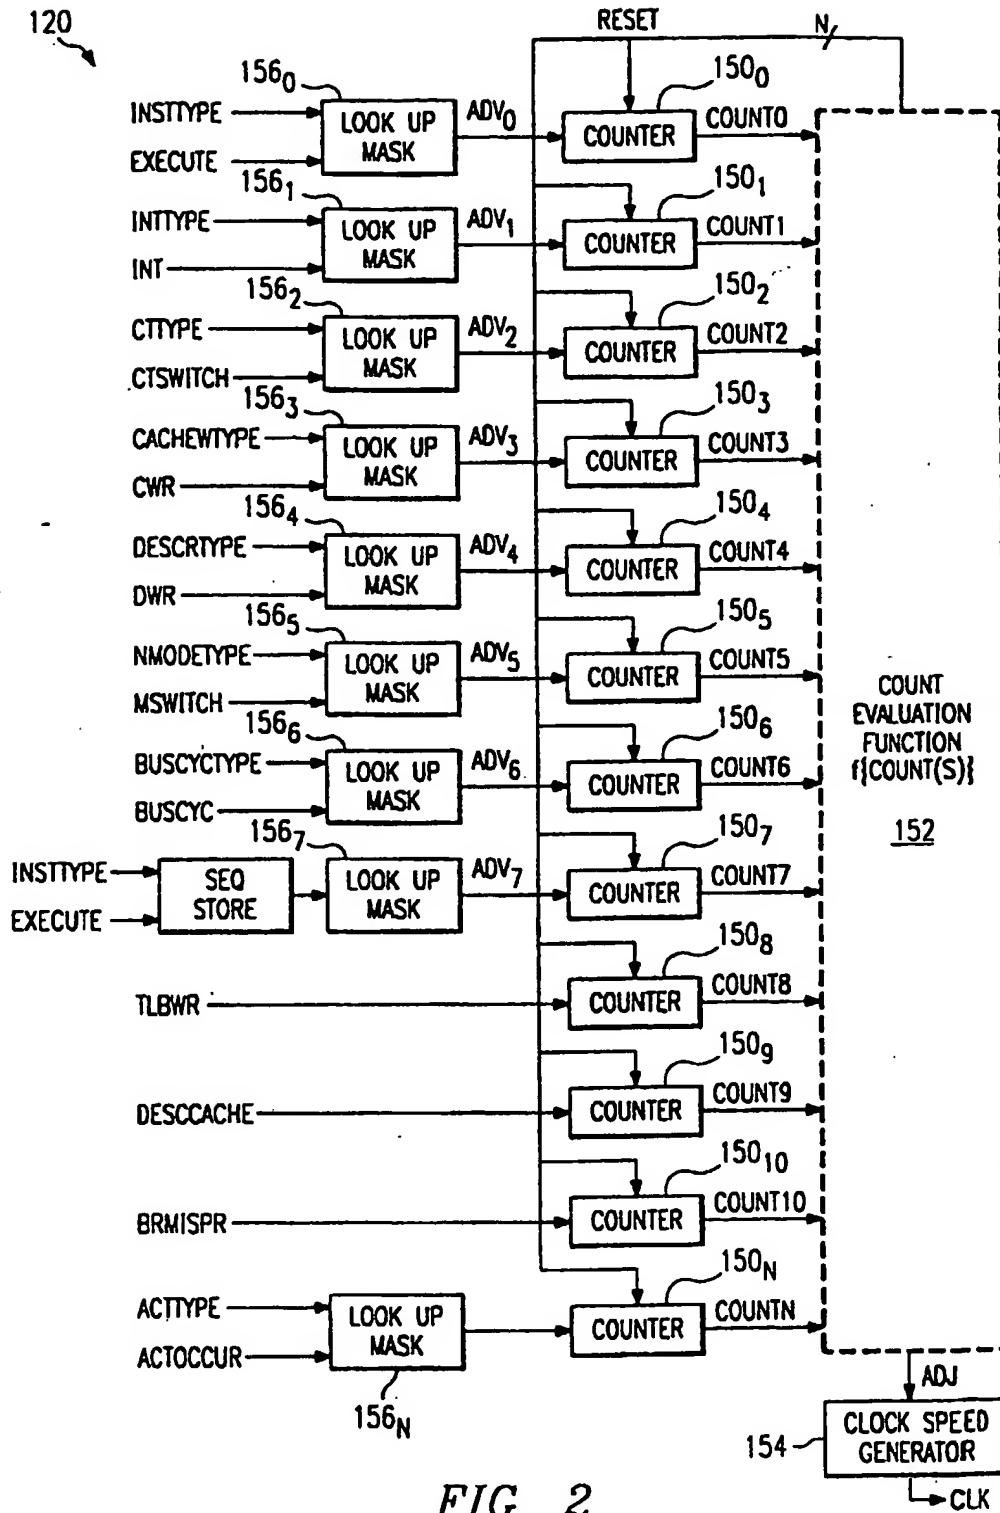 120
RESET
N
156₀
150₀
INSTTYPE
EXECUTE
LOOK UP
MASK
ADV₀
COUNTER
COUNT0
156₁
150₁
INTTYPE
INT
LOOK UP
MASK
ADV₁
COUNTER
COUNT1
156₂
150₂
CTTYPE
CTSWITCH
LOOK UP
MASK
ADV₂
COUNTER
COUNT2
156₃
150₃
CACHEWTYPE
CWR
LOOK UP
MASK
ADV₃
COUNTER
COUNT3
156₄
150₄
DESCRTYPE
DWR
LOOK UP
MASK
ADV₄
COUNTER
COUNT4
156₅
150₅
NMODETYPE
MSWITCH
LOOK UP
MASK
ADV₅
COUNTER
COUNT5
156₆
150₆
BUSCYCTYPE
BUSCYC
LOOK UP
MASK
ADV₆
COUNTER
COUNT6
COUNT
EVALUATION
FUNCTION
f{COUNT(S)}
152
156₇
150₇
INSTTYPE
EXECUTE
SEQ
STORE
LOOK UP
MASK
ADV₇
COUNTER
COUNT7
150₈
TLBWR
COUNTER
COUNT8
150₉
DESCCACHE
COUNTER
COUNT9
150₁₀
BRMISPR
COUNTER
COUNT10
150N
ACTTYPE
ACTOCCUR
LOOK UP
MASK
COUNTER
COUNTN
156N
ADJ
154
CLOCK SPEED
GENERATOR
CLK
FIG. 2